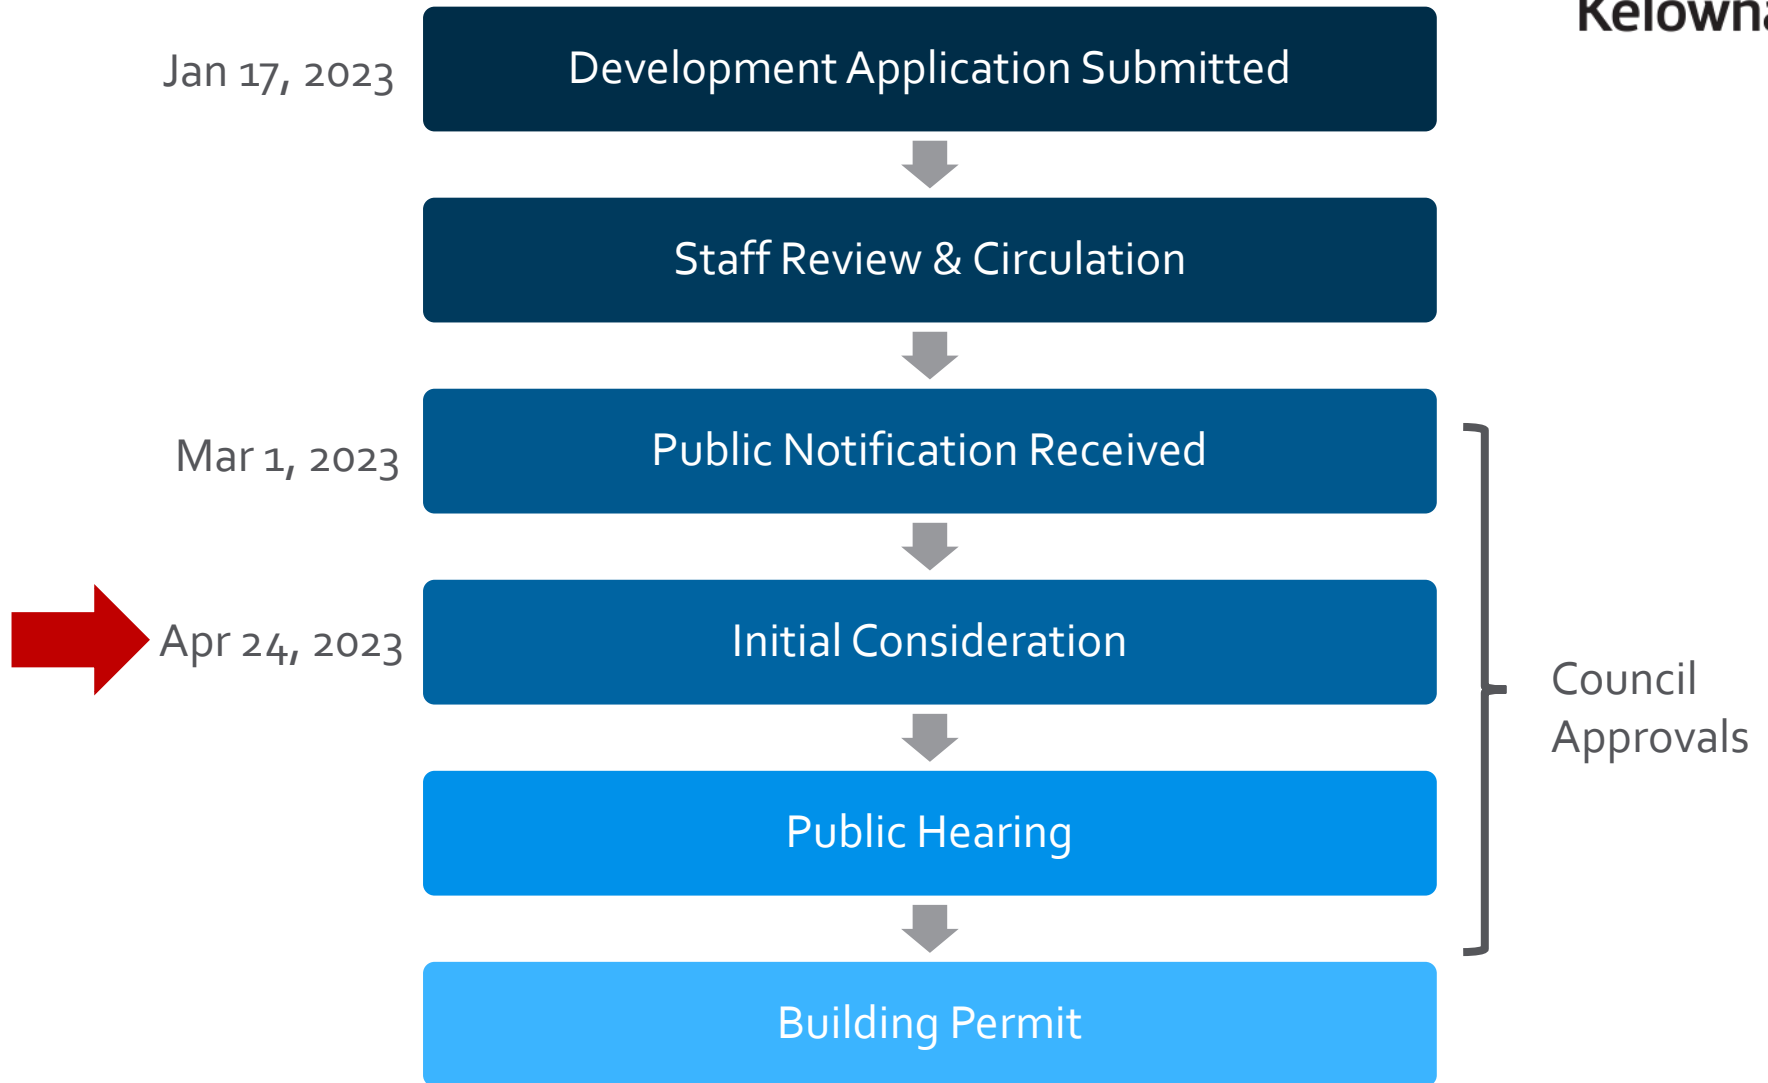 Kelowna
Jan 17, 2023
Development Application Submitted
Staff Review & Circulation
Mar 1, 2023
Public Notification Received
Apr 24, 2023
Initial Consideration
Council
Approvals
Public Hearing
Building Permit